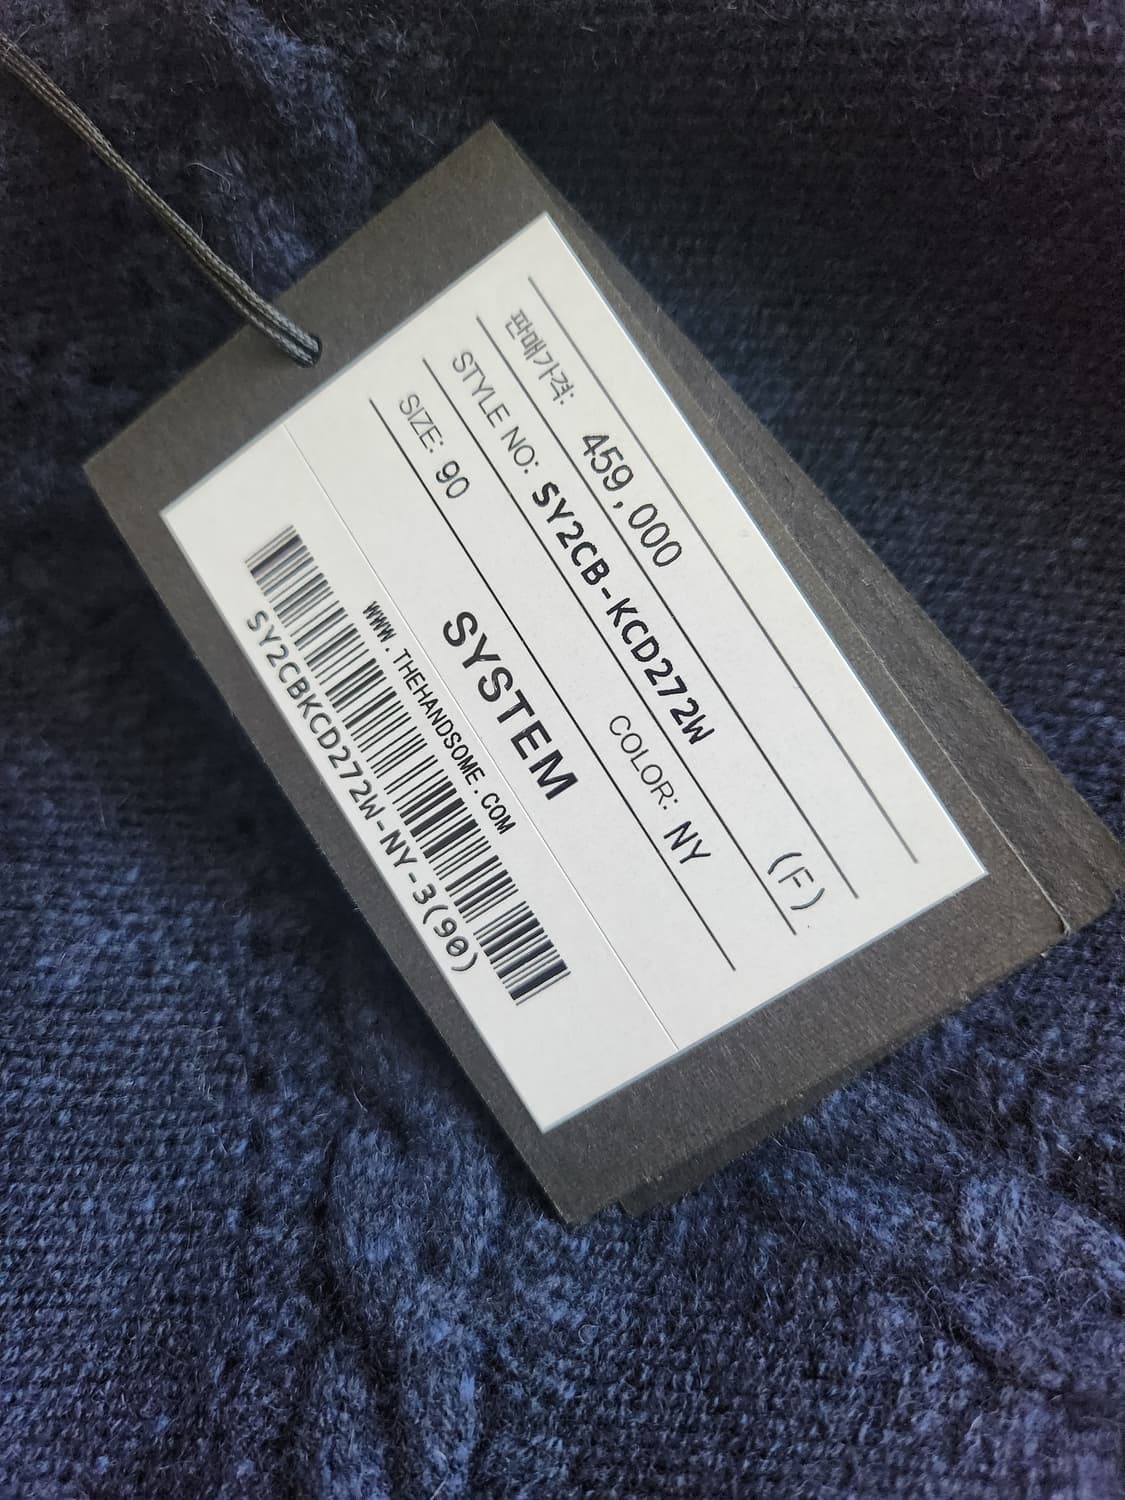 판매가격: 459,000
STYLE NO: SY2CB-KCD272W (F)
SIZE: 90 COLOR: NY
SYSTEM
WWW.THEHANDSOME.COM
SY2CBKCD272W-NY-3(90)